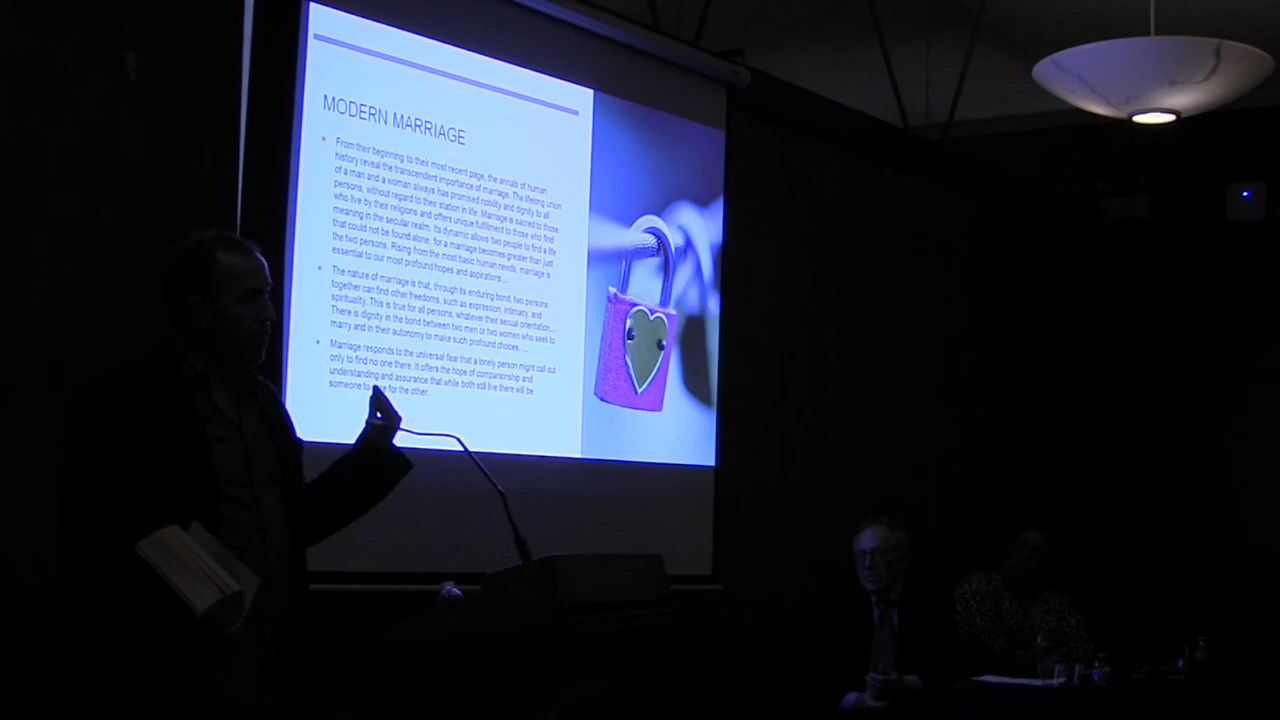 MODERN MARRIAGE
• From their beginning to their most recent page, the annals of human
history reveal the transcendent importance of marriage. The lifelong union
of a man and a woman always has promised nobility and dignity to all
persons, without regard to their station in life. Marriage is sacred to those
who live by their religions and offers unique fulfillment to those who find
meaning in the secular realm. Its dynamic allows two people to find a life
that could not be found alone, for a marriage becomes greater than just
the two persons. Rising from the most basic human needs, marriage is
essential to our most profound hopes and aspirations....
• The nature of marriage is that, through its enduring bond, two persons
together can find other freedoms, such as expression, intimacy, and
spirituality. This is true for all persons, whatever their sexual orientation....
There is dignity in the bond between two men or two women who seek to
marry and in their autonomy to make such profound choices. ...
• Marriage responds to the universal fear that a lonely person might call out
only to find no one there. It offers the hope of companionship and
understanding and assurance that while both still live there will be
someone to care for the other.